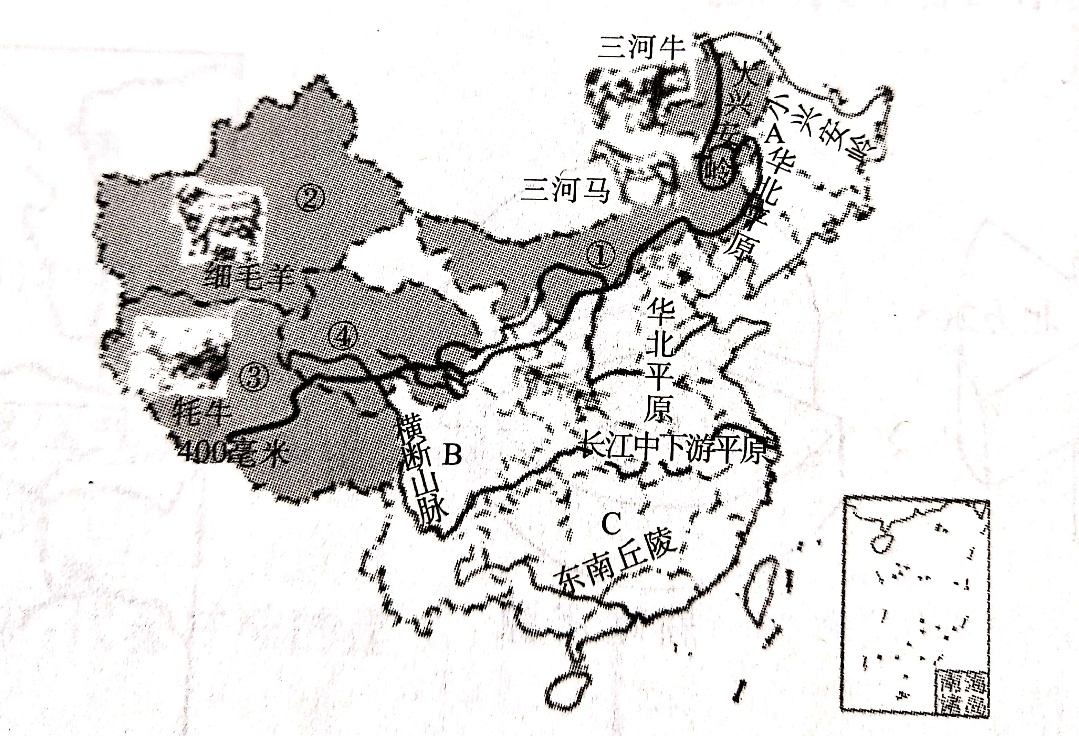 三河牛
大兴安岭
小兴安岭
A
华北平原
三河马
②
细毛羊
①
④
③
牦牛
400毫米
华北平原
横断山脉
B
长江中下游平原
C
东南丘陵
南海诸岛